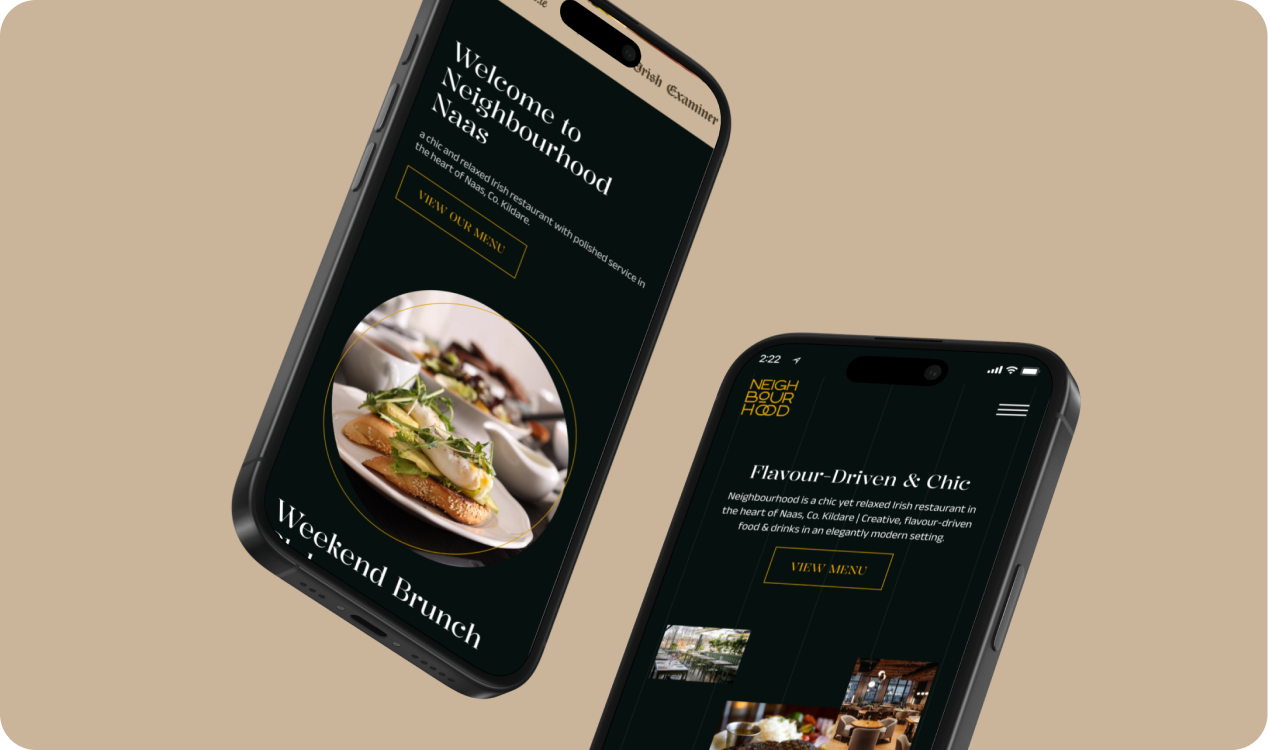 Irish Examiner
Welcome to
Neighbourhood
Naas
a chic and relaxed Irish restaurant with polished service in
the heart of Naas, Co. Kildare.
VIEW OUR MENU
Weekend Brunch
2:22
NEIGH
BOUR
HOOD
Flavour-Driven & Chic
Neighbourhood is a chic yet relaxed Irish restaurant in
the heart of Naas, Co. Kildare | Creative, flavour-driven
food & drinks in an elegantly modern setting.
VIEW MENU